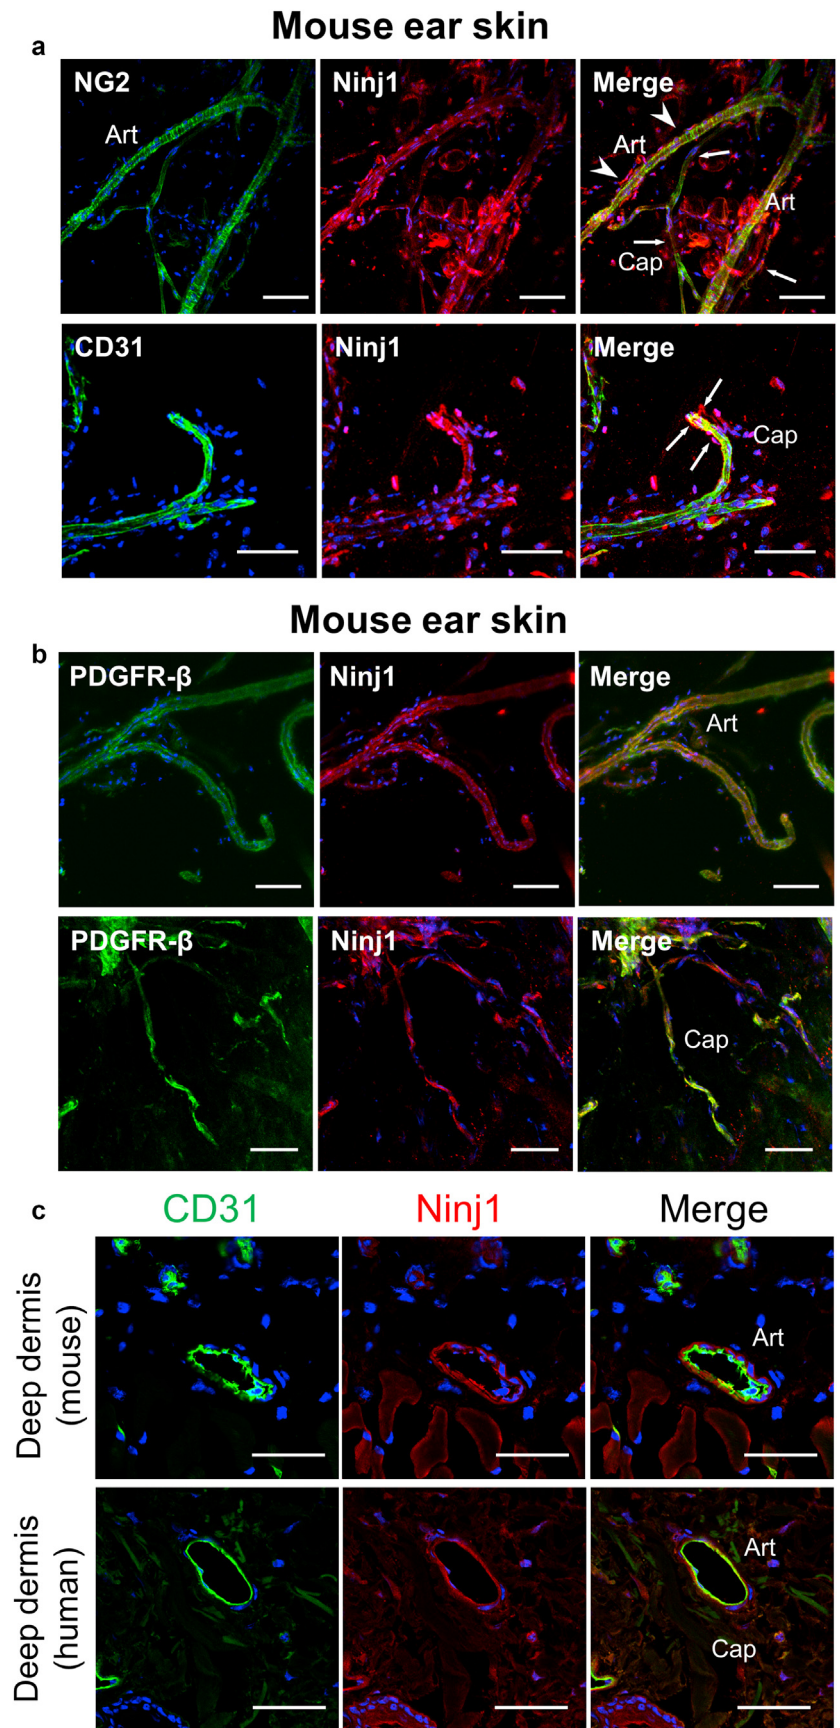 Mouse ear skin
a
NG2
Art
Ninj1
Merge
Art
Art
Cap
CD31
Ninj1
Merge
Cap
Mouse ear skin
b
PDGFR-β
Ninj1
Merge
Art
PDGFR-β
Ninj1
Merge
Cap
c
CD31
Ninj1
Merge
Deep dermis
(mouse)
Art
Deep dermis
(human)
Art
Cap